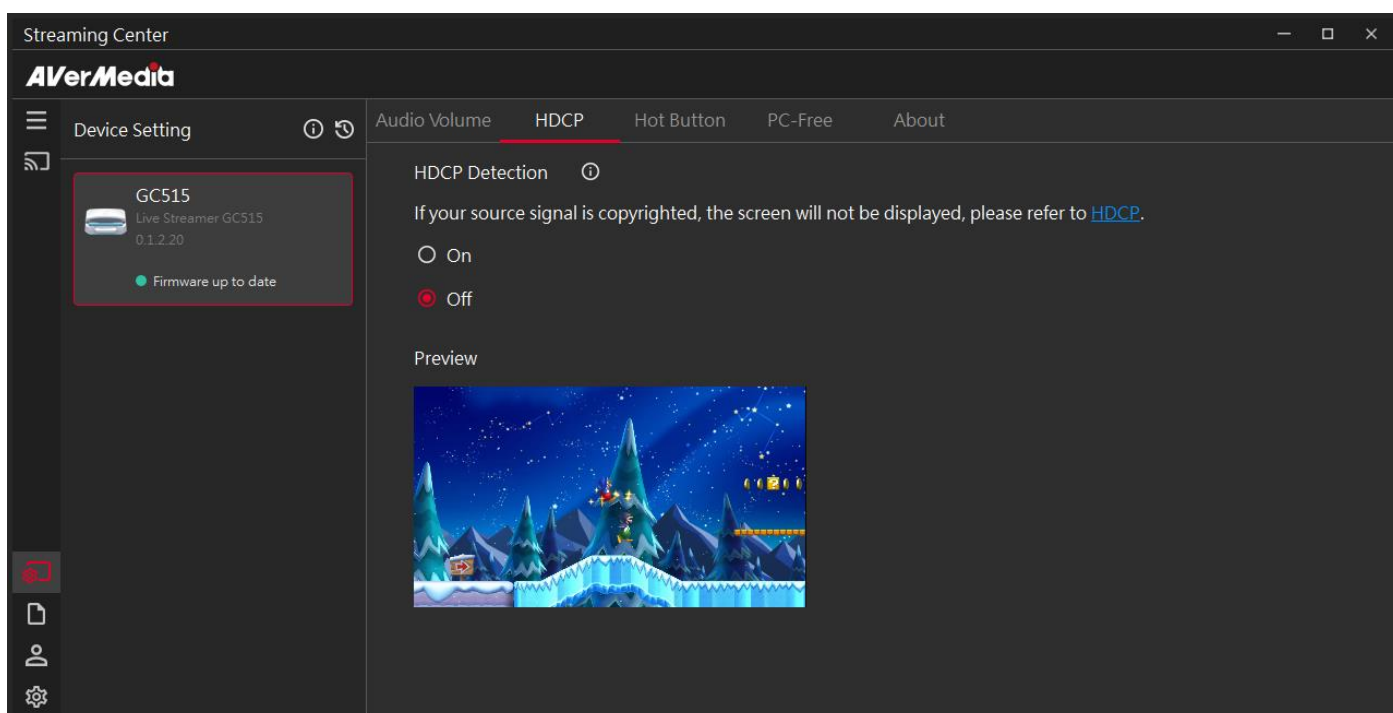 Streaming Center
AVerMedia
Device Setting
Audio Volume HDCP Hot Button PC-Free About
GC515
Live Streamer GC515
0.1.2.20
Firmware up to date
HDCP Detection
If your source signal is copyrighted, the screen will not be displayed, please refer to HDCP.
On
Off
Preview
?